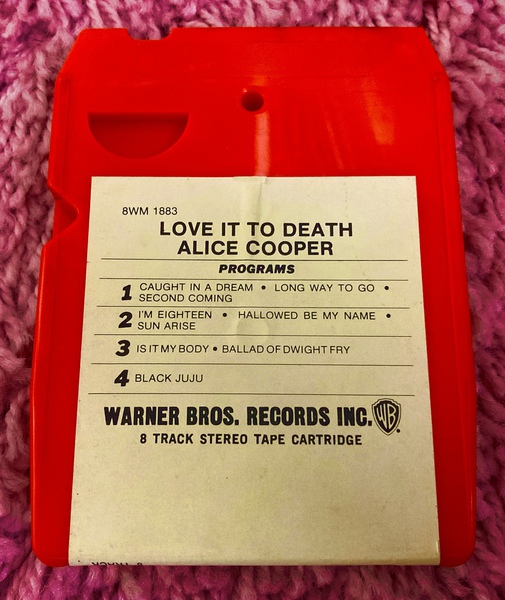 8WM 1883
LOVE IT TO DEATH
ALICE COOPER
PROGRAMS
1 CAUGHT IN A DREAM • LONG WAY TO GO •
SECOND COMING
2 I'M EIGHTEEN • HALLOWED BE MY NAME •
SUN ARISE
3 IS IT MY BODY • BALLAD OF DWIGHT FRY
4 BLACK JUJU
WARNER BROS. RECORDS INC. WB
8 TRACK STEREO TAPE CARTRIDGE
8 TRACK